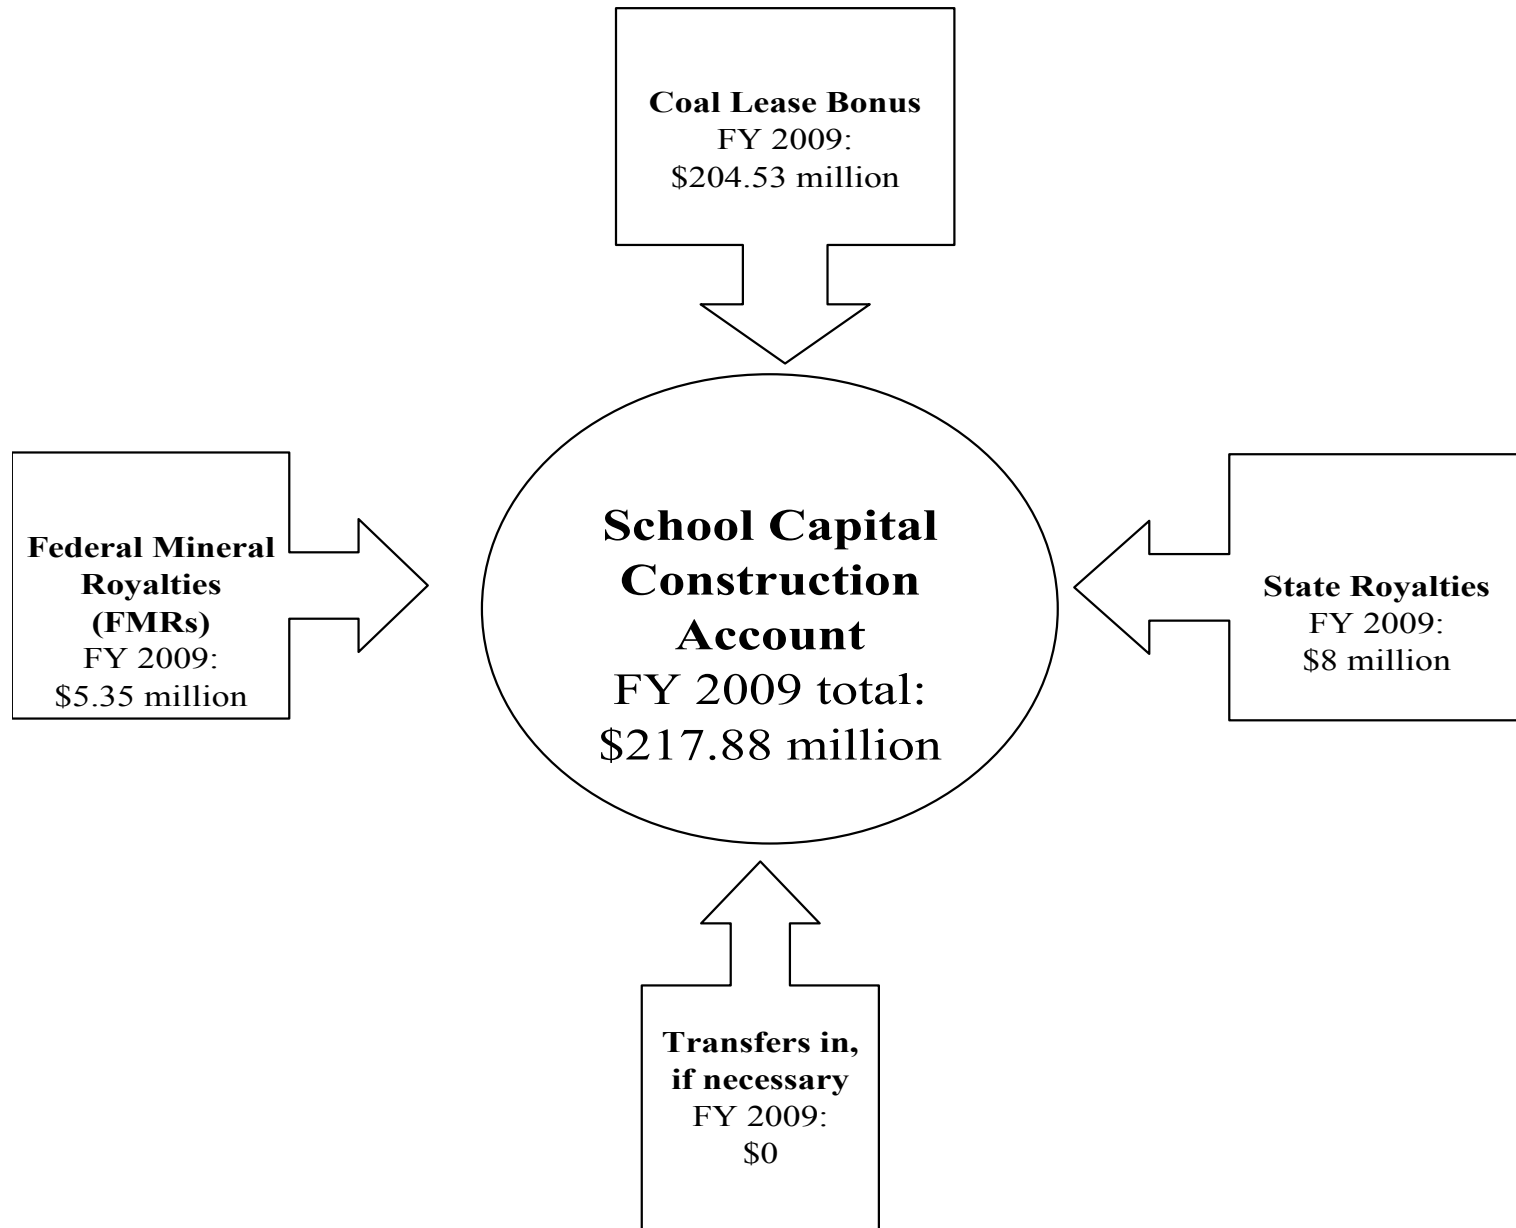 Coal Lease Bonus
FY 2009:
$204.53 million
Federal Mineral
Royalties
(FMRs)
FY 2009:
$5.35 million
School Capital
Construction
Account
FY 2009 total:
$217.88 million
State Royalties
FY 2009:
$8 million
Transfers in,
if necessary
FY 2009:
$0